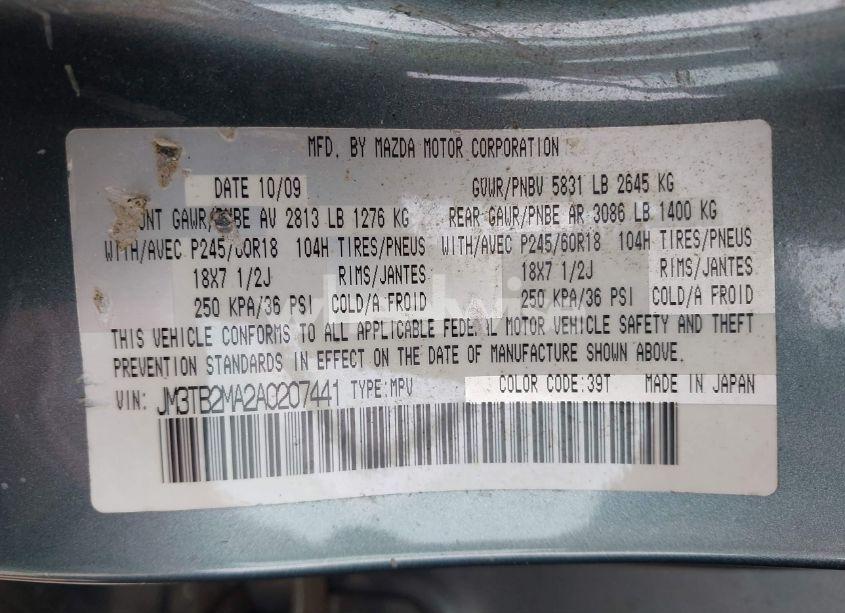 MFD. BY MAZDA MOTOR CORPORATION
DATE 10/09 GVWR/PNBV 5831 LB 2645 KG
GAWR/PNBE AV 2813 LB 1276 KG REAR GAWR/PNBE AR 3086 LB 1400 KG
WITH/AVEC P245/60R18 104H TIRES/PNEUS WITH/AVEC P245/60R18 104H TIRES/PNEUS
18X7 1/2J RIMS/JANTES 18X7 1/2J RIMS/JANTES
250 KPA/36 PSI COLD/A FROID 250 KPA/36 PSI COLD/A FROID
THIS VEHICLE CONFORMS TO ALL APPLICABLE FEDE L MOTOR VEHICLE SAFETY AND THEFT
PREVENTION STANDARDS IN EFFECT ON THE DATE OF MANUFACTURE SHOWN ABOVE.
VIN: JM3TB2MA2A0207441 TYPE:MPV COLOR CODE:39T MADE IN JAPAN